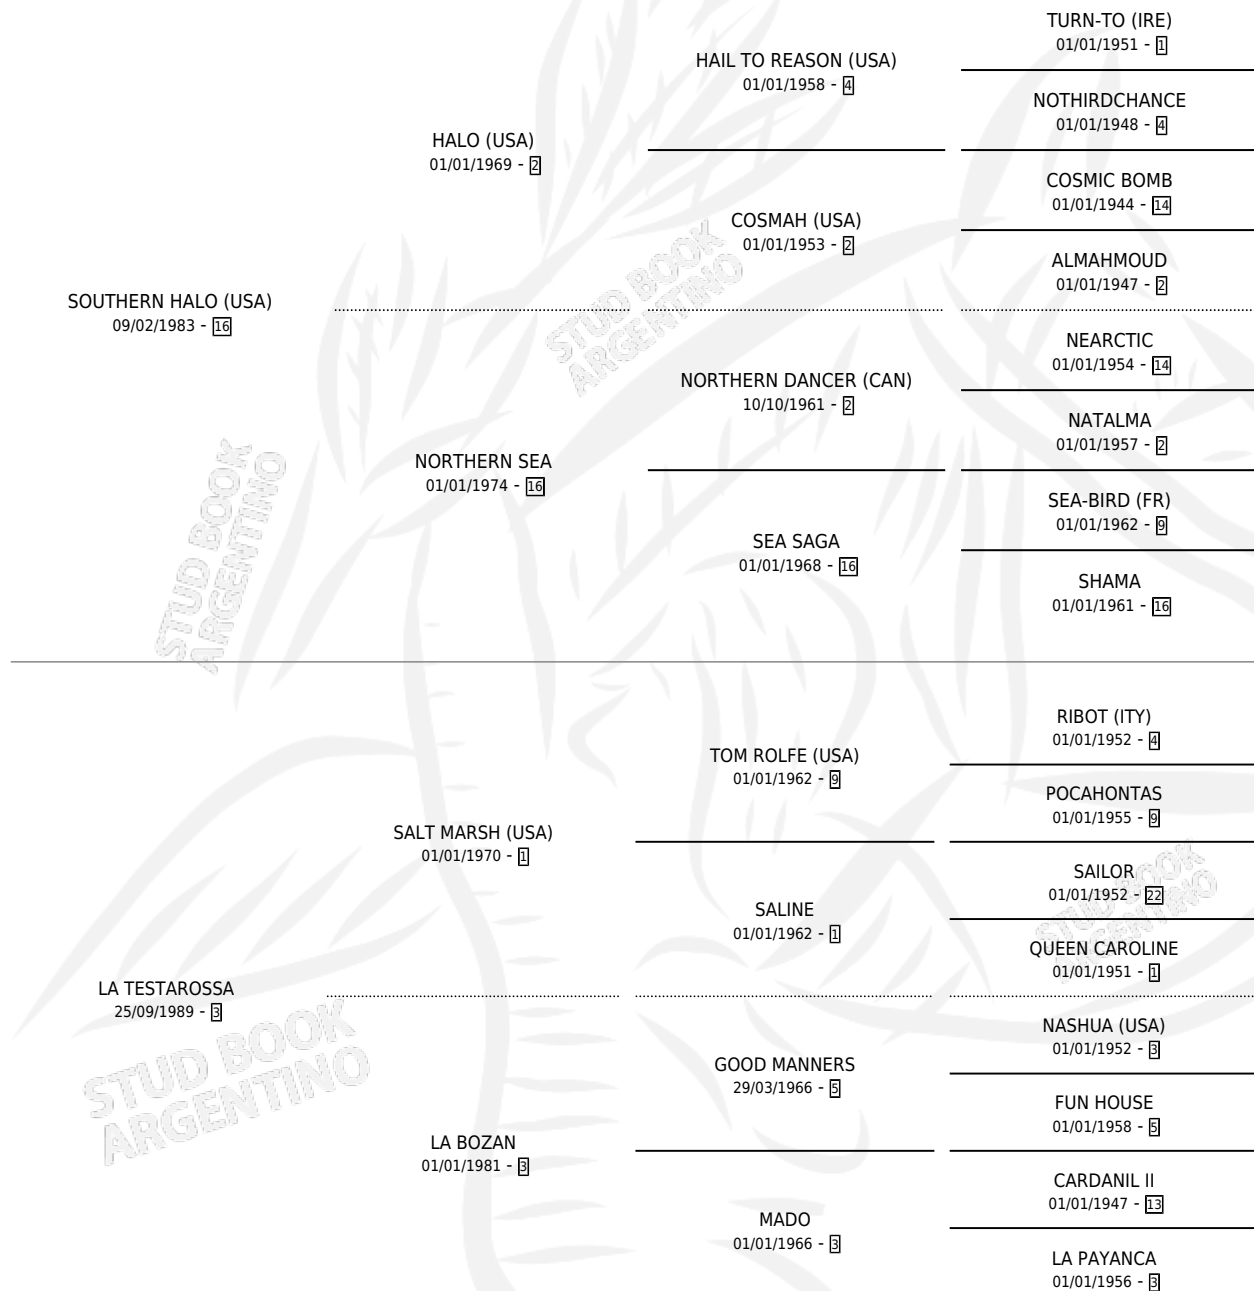 TURN-TO (IRE)
01/01/1951 - 1
HAIL TO REASON (USA)
01/01/1958 - 4
NOTHIRDCHANCE
01/01/1948 - 4
HALO (USA)
01/01/1969 - 2
COSMIC BOMB
01/01/1944 - 14
COSMAH (USA)
01/01/1953 - 2
ALMAHMOUD
01/01/1947 - 2
SOUTHERN HALO (USA)
09/02/1983 - 16
NEARCTIC
01/01/1954 - 14
NORTHERN DANCER (CAN)
10/10/1961 - 2
NATALMA
01/01/1957 - 2
NORTHERN SEA
01/01/1974 - 16
SEA-BIRD (FR)
01/01/1962 - 9
SEA SAGA
01/01/1968 - 16
SHAMA
01/01/1961 - 16
RIBOT (ITY)
01/01/1952 - 4
TOM ROLFE (USA)
01/01/1962 - 9
POCAHONTAS
01/01/1955 - 9
SALT MARSH (USA)
01/01/1970 - 1
SAILOR
01/01/1952 - 22
SALINE
01/01/1962 - 1
QUEEN CAROLINE
01/01/1951 - 1
LA TESTAROSSA
25/09/1989 - 3
NASHUA (USA)
01/01/1952 - 3
GOOD MANNERS
29/03/1966 - 5
FUN HOUSE
01/01/1958 - 5
LA BOZAN
01/01/1981 - 3
CARDANIL II
01/01/1947 - 13
MADO
01/01/1966 - 3
LA PAYANCA
01/01/1956 - 3
STUD BOOK
ARGENTINO
STUD BOOK
ARGENTINO
STUD BOOK
ARGENTINO
STUD BOOK
ARGENTINO